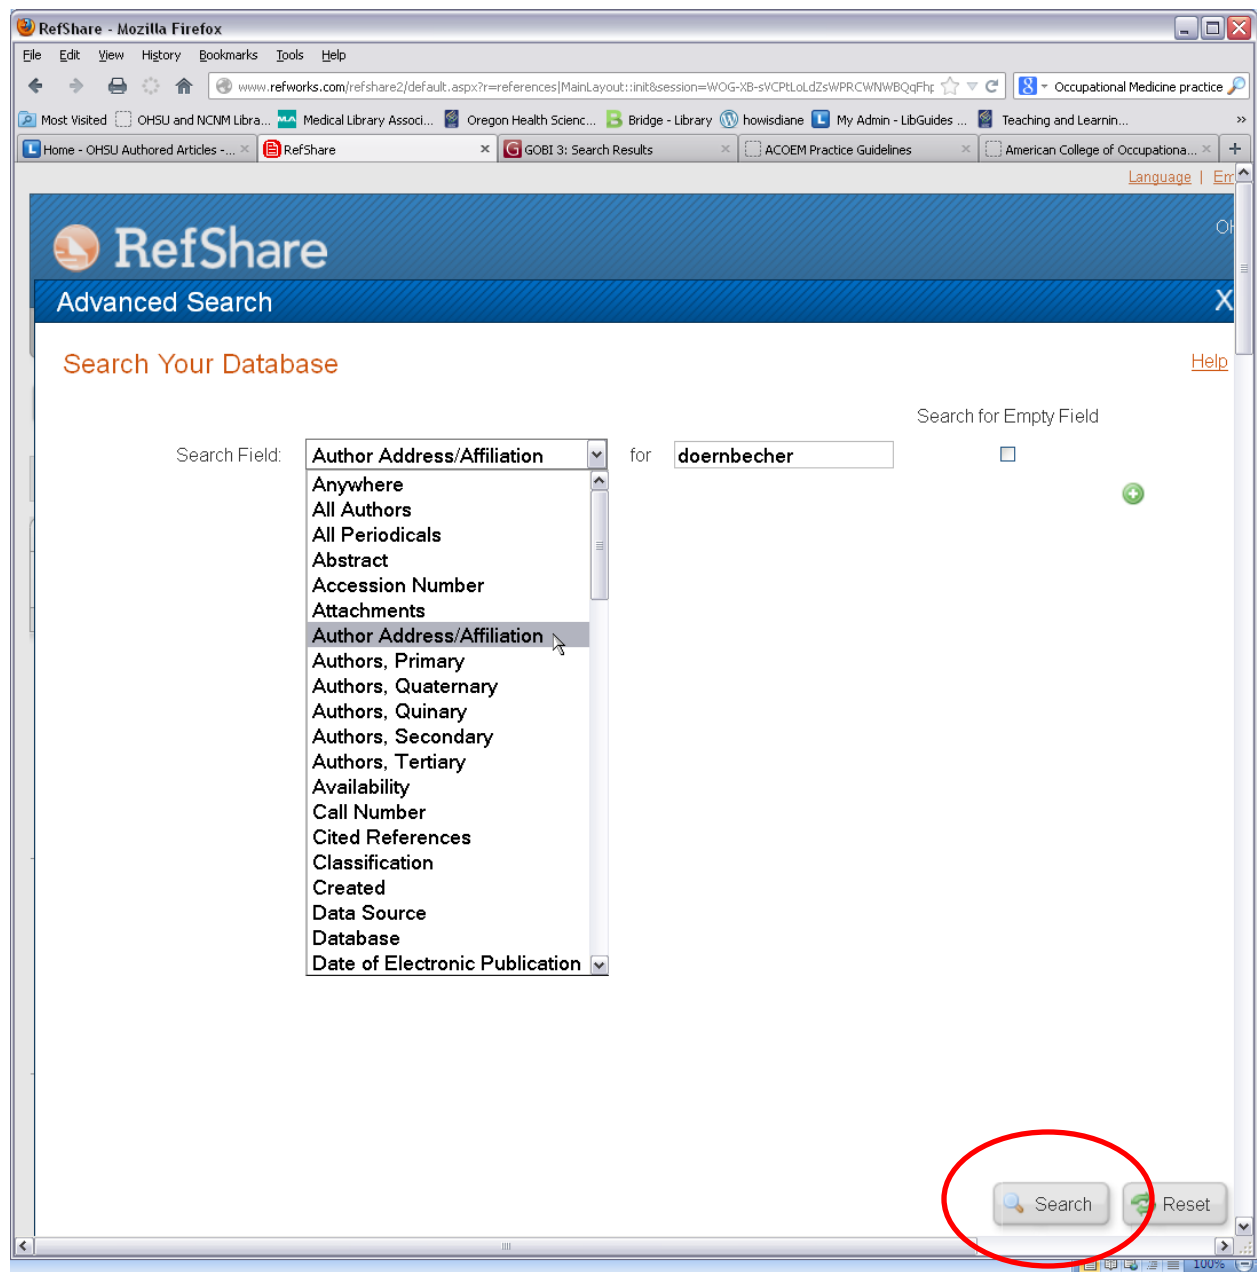 RefShare - Mozilla Firefox
File Edit View History Bookmarks Tools Help
www.refworks.com/refshare2/default.aspx?r=references|MainLayout::init&session=WOG-XB-sVCPtLoLdZsWPRCWNWBQqFhp Occupational Medicine practice
Most Visited OHSU and NCNM Libra... Medical Library Associ... Oregon Health Scienc... Bridge - Library howisdiane My Admin - LibGuides ... Teaching and Learnin...
Home - OHSU Authored Articles -... RefShare GOBI 3: Search Results ACOEM Practice Guidelines American College of Occupationa...
Language |
RefShare
Advanced Search X
Search Your Database Help
Search for Empty Field
Search Field: Author Address/Affiliation for doernbecher
Anywhere
All Authors
All Periodicals
Abstract
Accession Number
Attachments
Author Address/Affiliation
Authors, Primary
Authors, Quaternary
Authors, Quinary
Authors, Secondary
Authors, Tertiary
Availability
Call Number
Cited References
Classification
Created
Data Source
Database
Date of Electronic Publication
Search Reset
100%